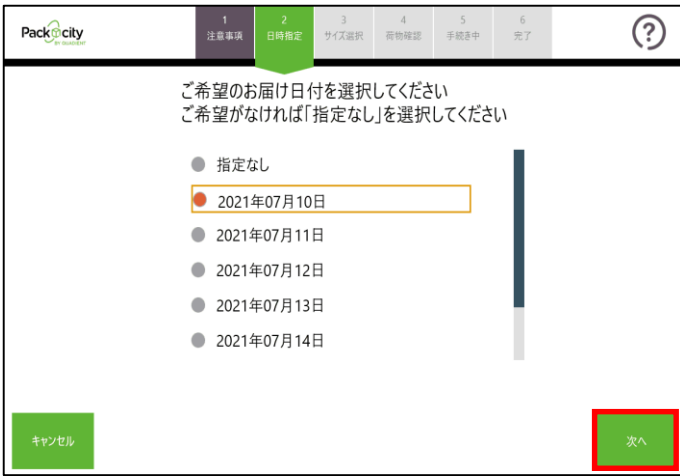 Packcity
BY QUADIENT
1
注意事項
2
日時指定
3
サイズ選択
4
荷物確認
5
手続き中
6
完了
?
ご希望のお届け日付を選択してください
ご希望がなければ「指定なし」を選択してください
指定なし
2021年07月10日
2021年07月11日
2021年07月12日
2021年07月13日
2021年07月14日
キャンセル
次へ